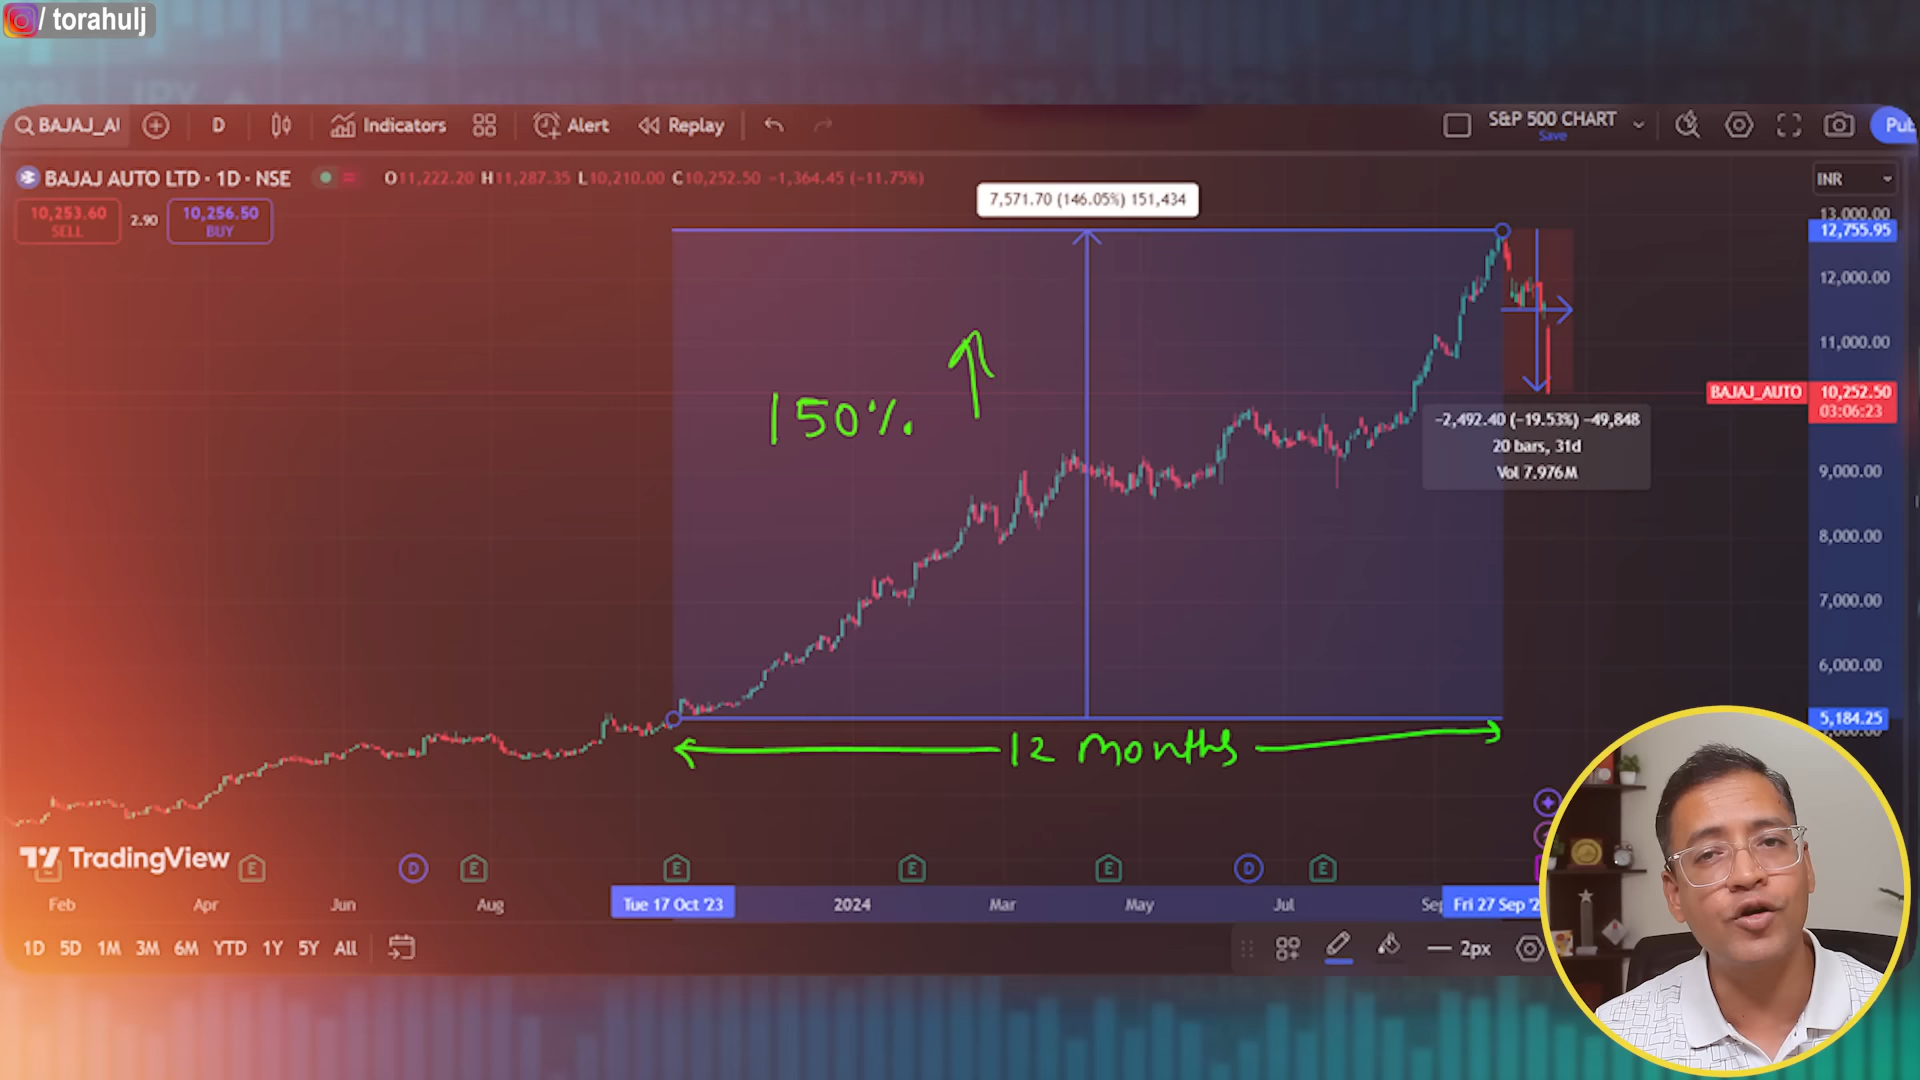 / torahulj
BAJAJ_AU
D
Indicators
Alert
Replay
S&P 500 CHART
Save
Pub
BAJAJ AUTO LTD · 1D · NSE
O11,222.20 H11,287.35 L10,210.00 C10,252.50 −1,364.45 (−11.75%)
INR
10,253.60
SELL
2.90
10,256.50
BUY
7,571.70 (146.05%) 151,434
13,000.00
12,755.95
12,000.00
11,000.00
BAJAJ_AUTO
10,252.50
03:06:23
150%
−2,492.40 (−19.53%) −49,848
20 bars, 31d
Vol 7.976M
9,000.00
8,000.00
7,000.00
6,000.00
5,184.25
12 months
TradingView
E
D
E
E
E
E
D
E
Feb
Apr
Jun
Aug
Tue 17 Oct '23
2024
Mar
May
Jul
Sep
Fri 27 Sep '2
1D 5D 1M 3M 6M YTD 1Y 5Y All
2px